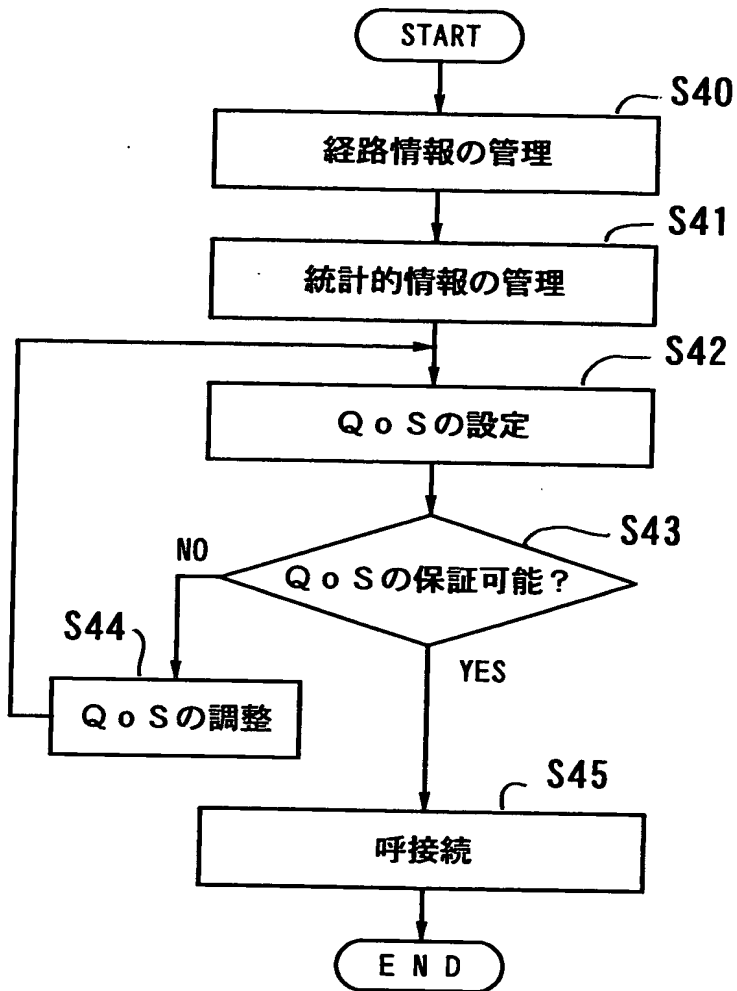 START
S40
経路情報の管理
S41
統計的情報の管理
S42
QoSの設定
S43
QoSの保証可能?
NO
YES
S44
QoSの調整
S45
呼接続
END